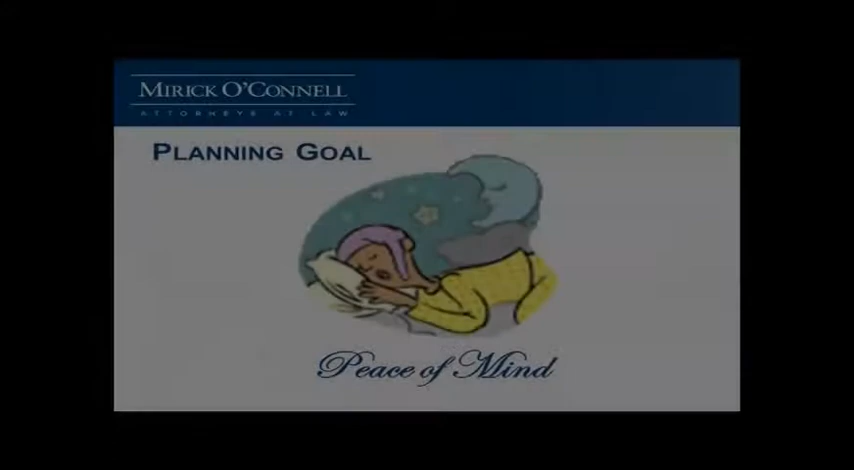 MIRICK O'CONNELL
ATTORNEYS AT LAW
PLANNING GOAL
Peace of Mind